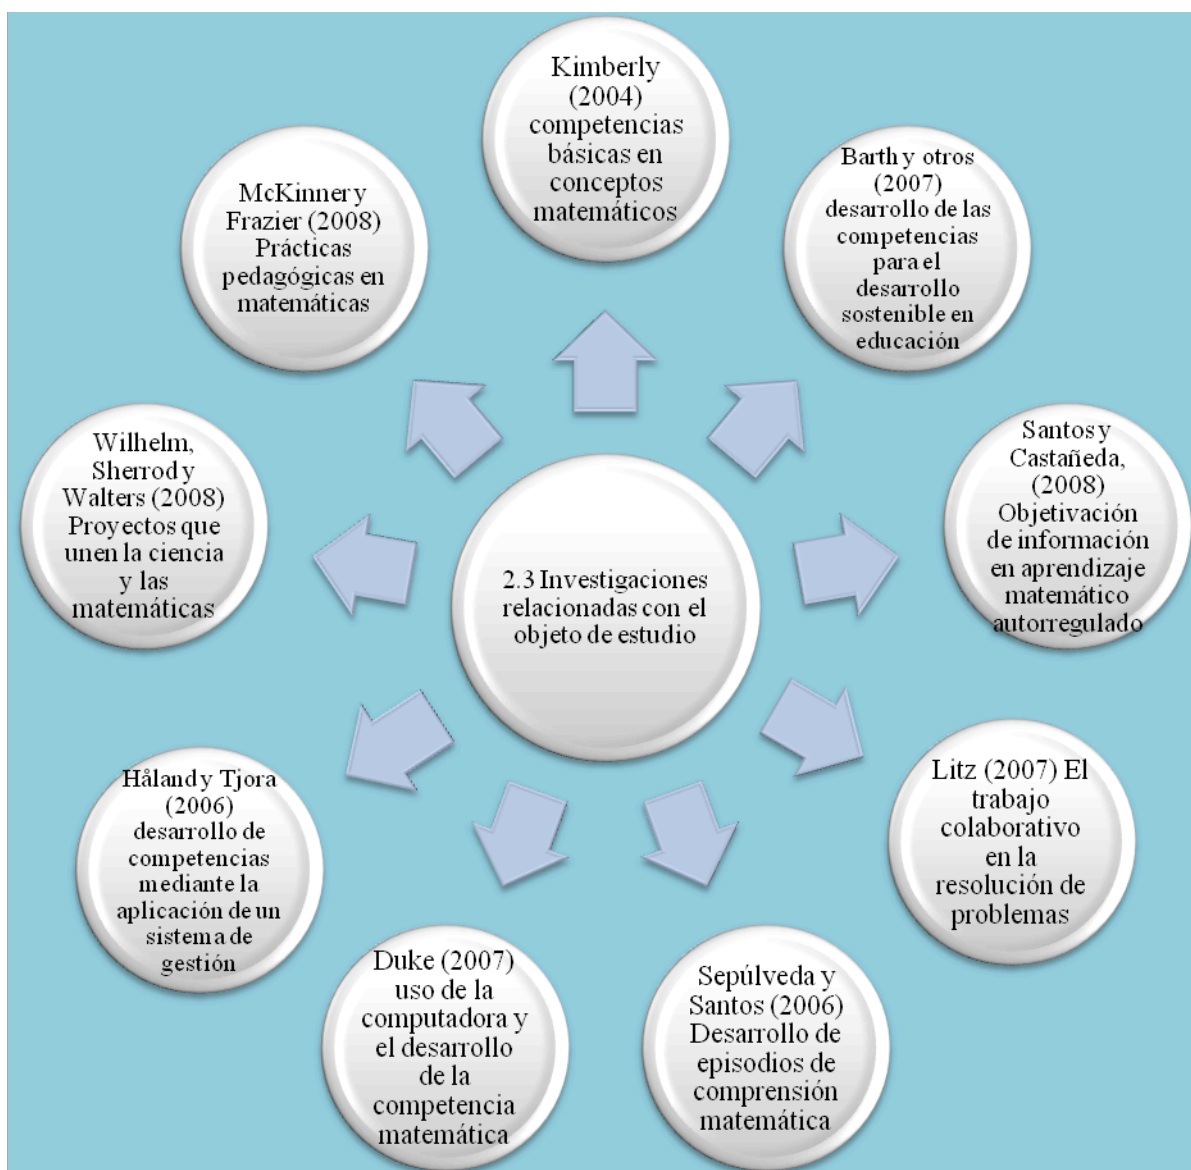 Kimberly
(2004)
competencias
básicas en
conceptos
matemáticos
Barth y otros
(2007)
desarrollo de las
competencias
para el
desarrollo
sostenible en
educación
Santos y
Castañeda,
(2008)
Objetivación
de información
en aprendizaje
matemático
autorregulado
Litz (2007) El
trabajo
colaborativo
en la
resolución de
problemas
Sepúlveda y
Santos (2006)
Desarrollo de
episodios de
comprensión
matemática
Duke (2007)
uso de la
computadora y
el desarrollo
de la
competencia
matemática
Håland y Tjora
(2006)
desarrollo de
competencias
mediante la
aplicación de un
sistema de
gestión
Wilhelm,
Sherrod y
Walters (2008)
Proyectos que
unen la ciencia
y las
matemáticas
McKinner y
Frazier (2008)
Prácticas
pedagógicas en
matemáticas
2.3 Investigaciones
relacionadas con el
objeto de estudio